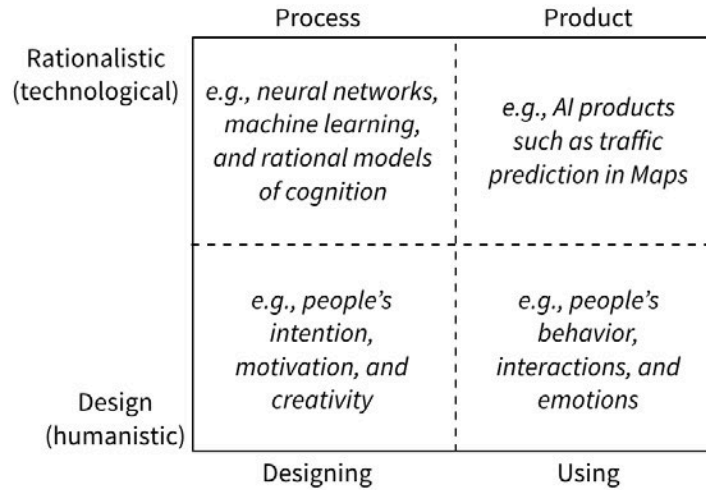 Process
Product
Rationalistic
(technological)
e.g., neural networks,
machine learning,
and rational models
of cognition
e.g., AI products
such as traffic
prediction in Maps
Design
(humanistic)
e.g., people’s
intention,
motivation, and
creativity
e.g., people’s
behavior,
interactions, and
emotions
Designing
Using